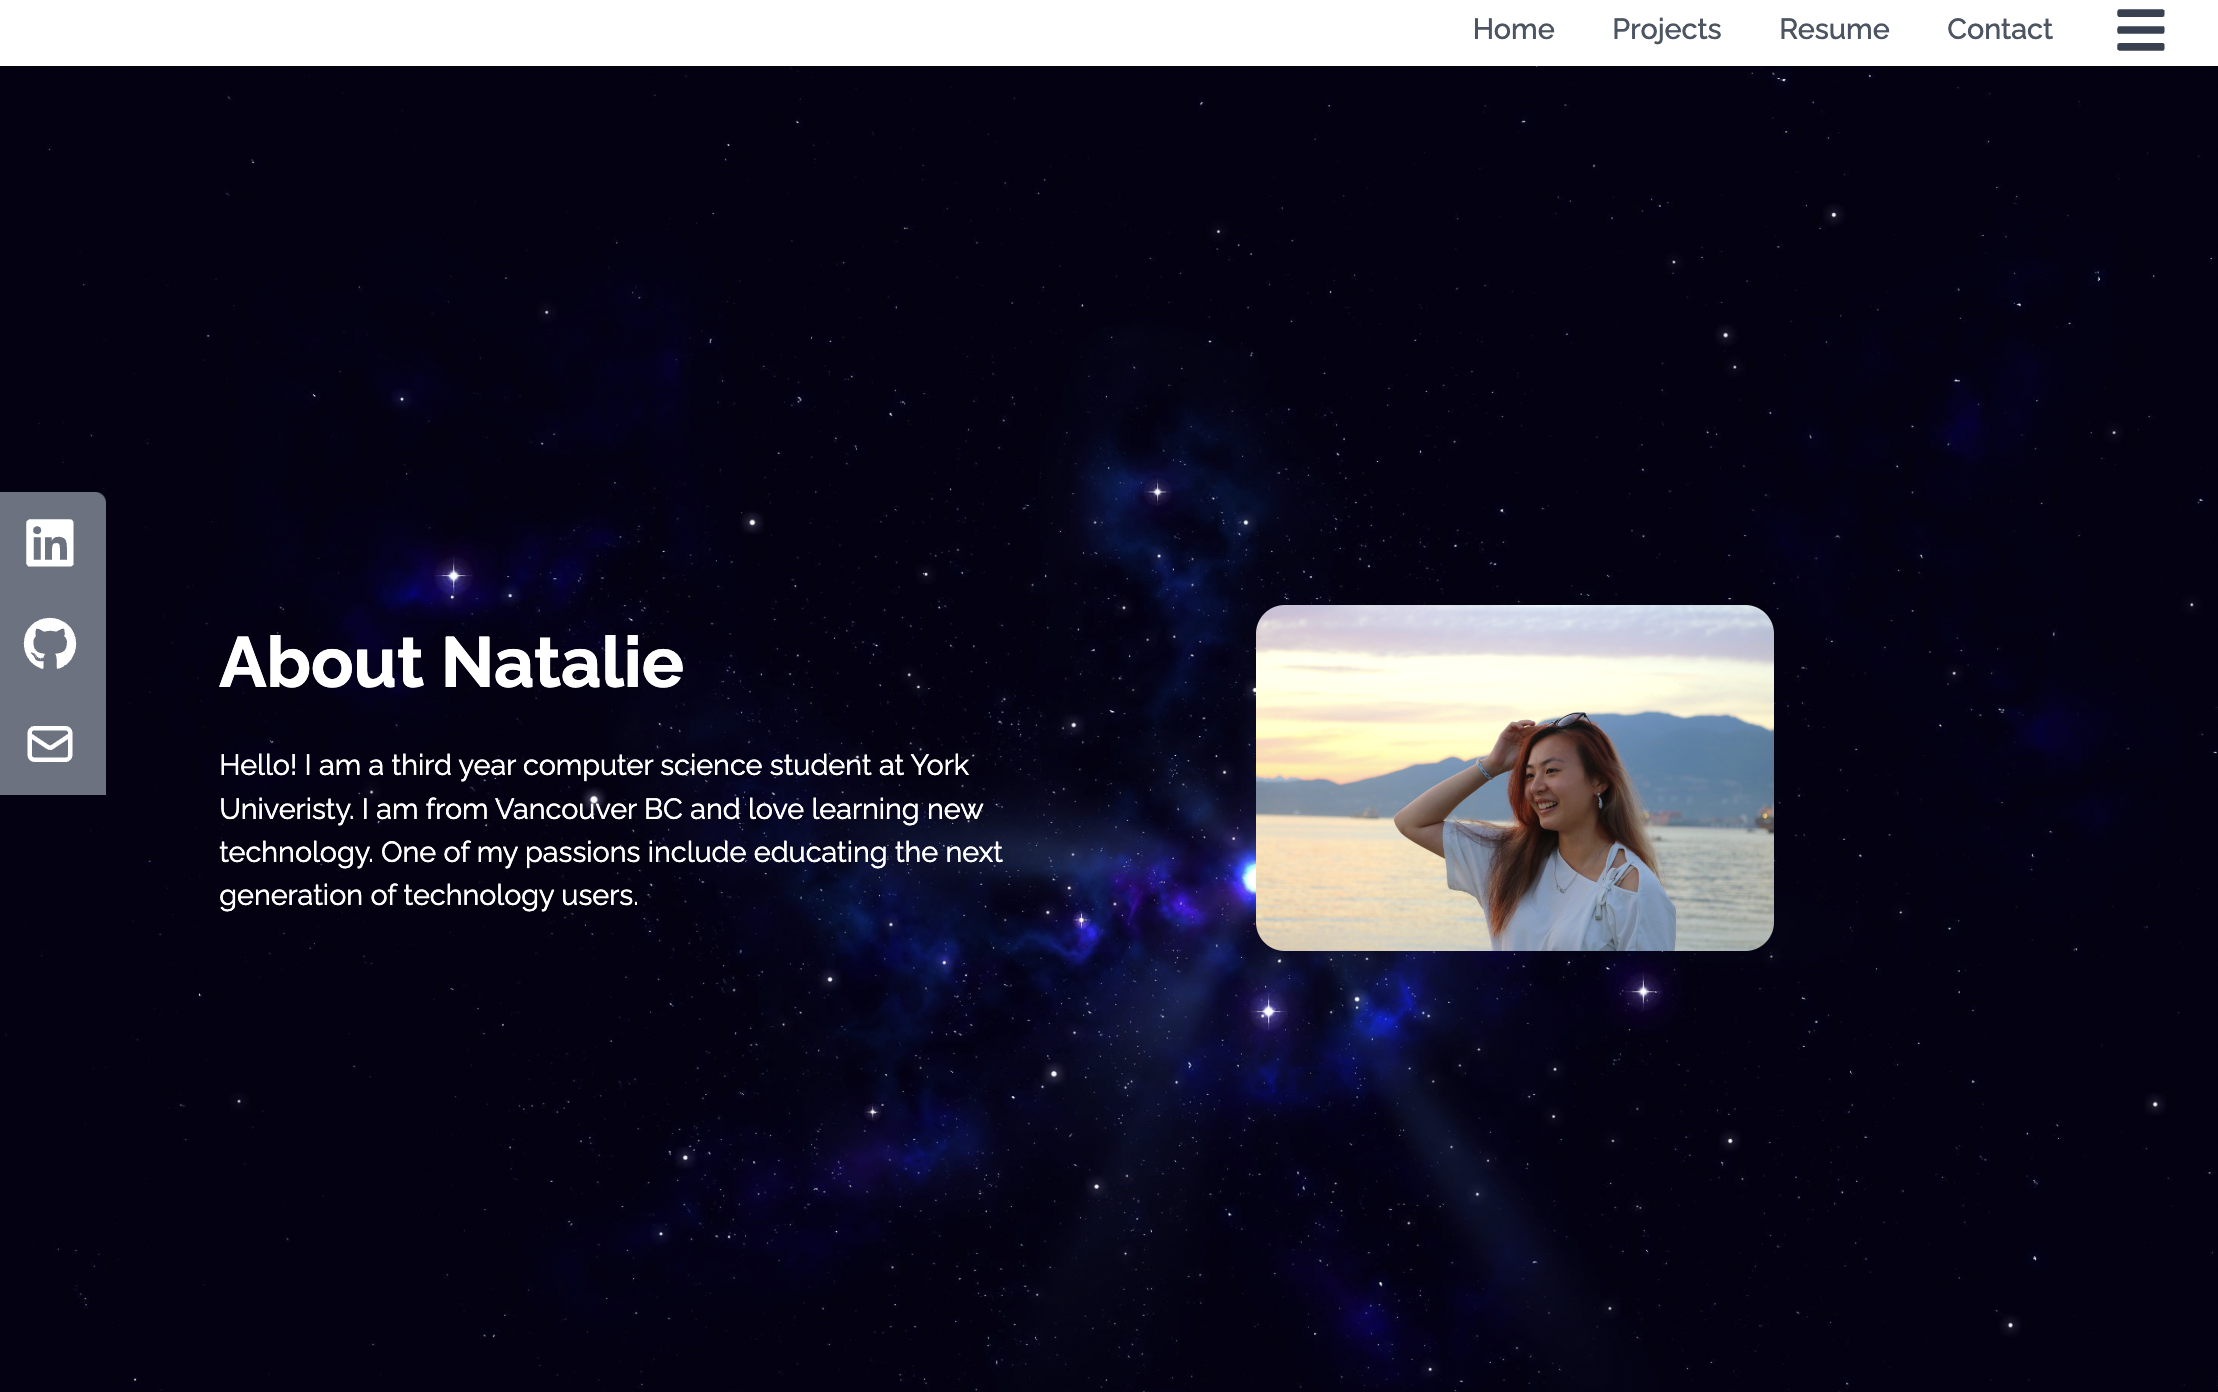 Home Projects Resume Contact
in
About Natalie
Hello! I am a third year computer science student at York
Univeristy. I am from Vancouver BC and love learning new
technology. One of my passions include educating the next
generation of technology users.